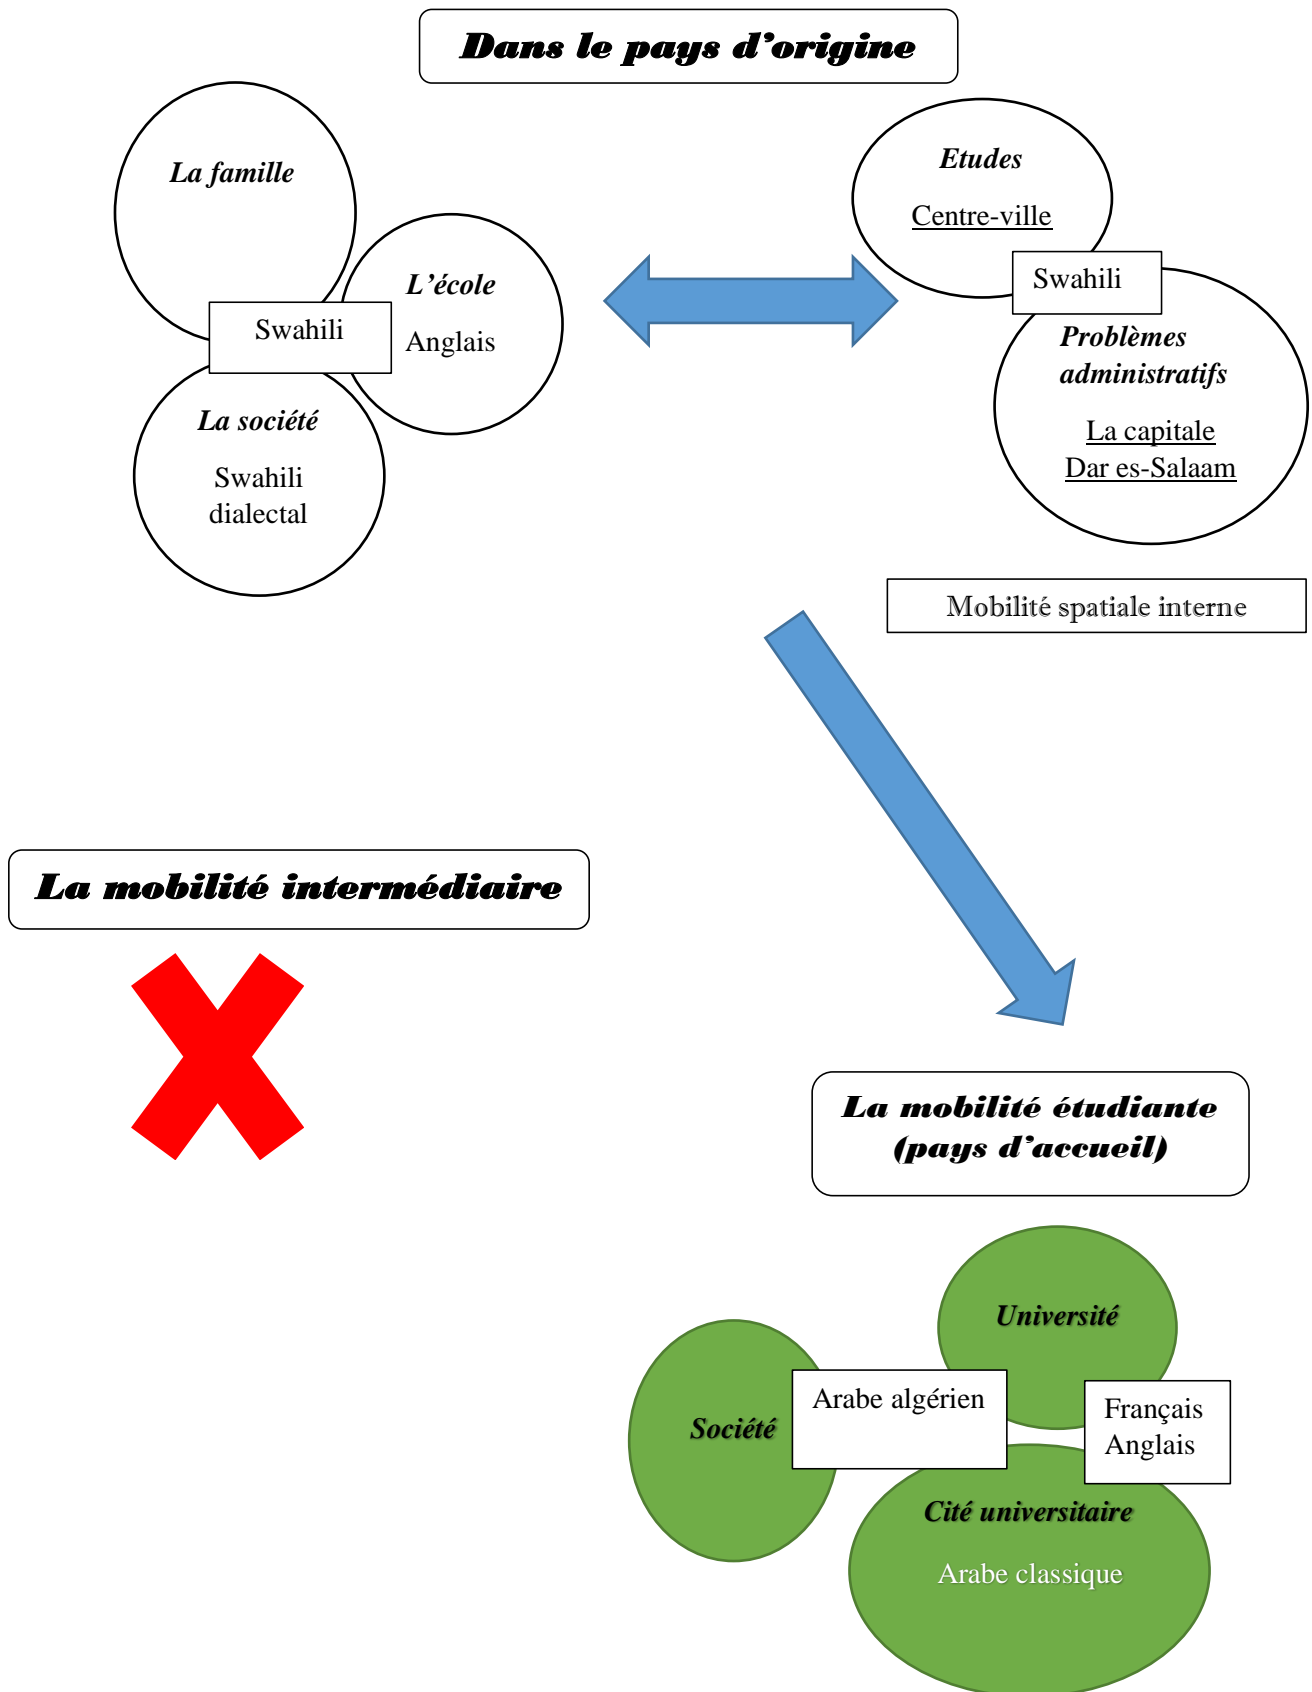 Dans le pays d'origine
La famille
L'école
Swahili
Anglais
La société
Swahili
dialectal
Etudes
Centre-ville
Swahili
Problèmes
administratifs
La capitale
Dar es-Salaam
Mobilité spatiale interne
La mobilité intermédiaire
La mobilité étudiante
(pays d'accueil)
Université
Société
Arabe algérien
Français
Anglais
Cité universitaire
Arabe classique